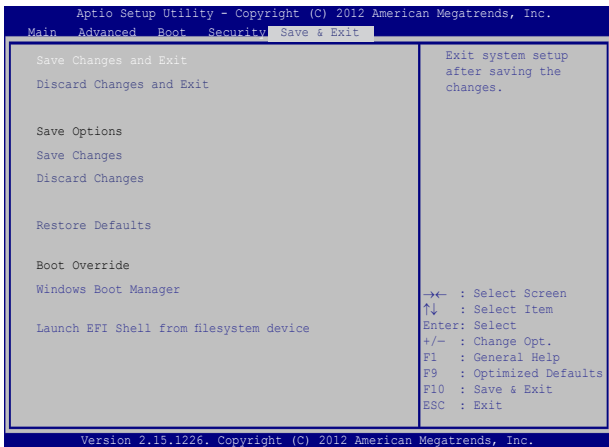 Aptio Setup Utility - Copyright (C) 2012 American Megatrends, Inc.
Main Advanced Boot Security Save & Exit
Save Changes and Exit
Discard Changes and Exit
Save Options
Save Changes
Discard Changes
Restore Defaults
Boot Override
Windows Boot Manager
Launch EFI Shell from filesystem device
Exit system setup
after saving the
changes.
→← : Select Screen
↑↓ : Select Item
Enter: Select
+/— : Change Opt.
F1 : General Help
F9 : Optimized Defaults
F10 : Save & Exit
ESC : Exit
Version 2.15.1226. Copyright (C) 2012 American Megatrends, Inc.